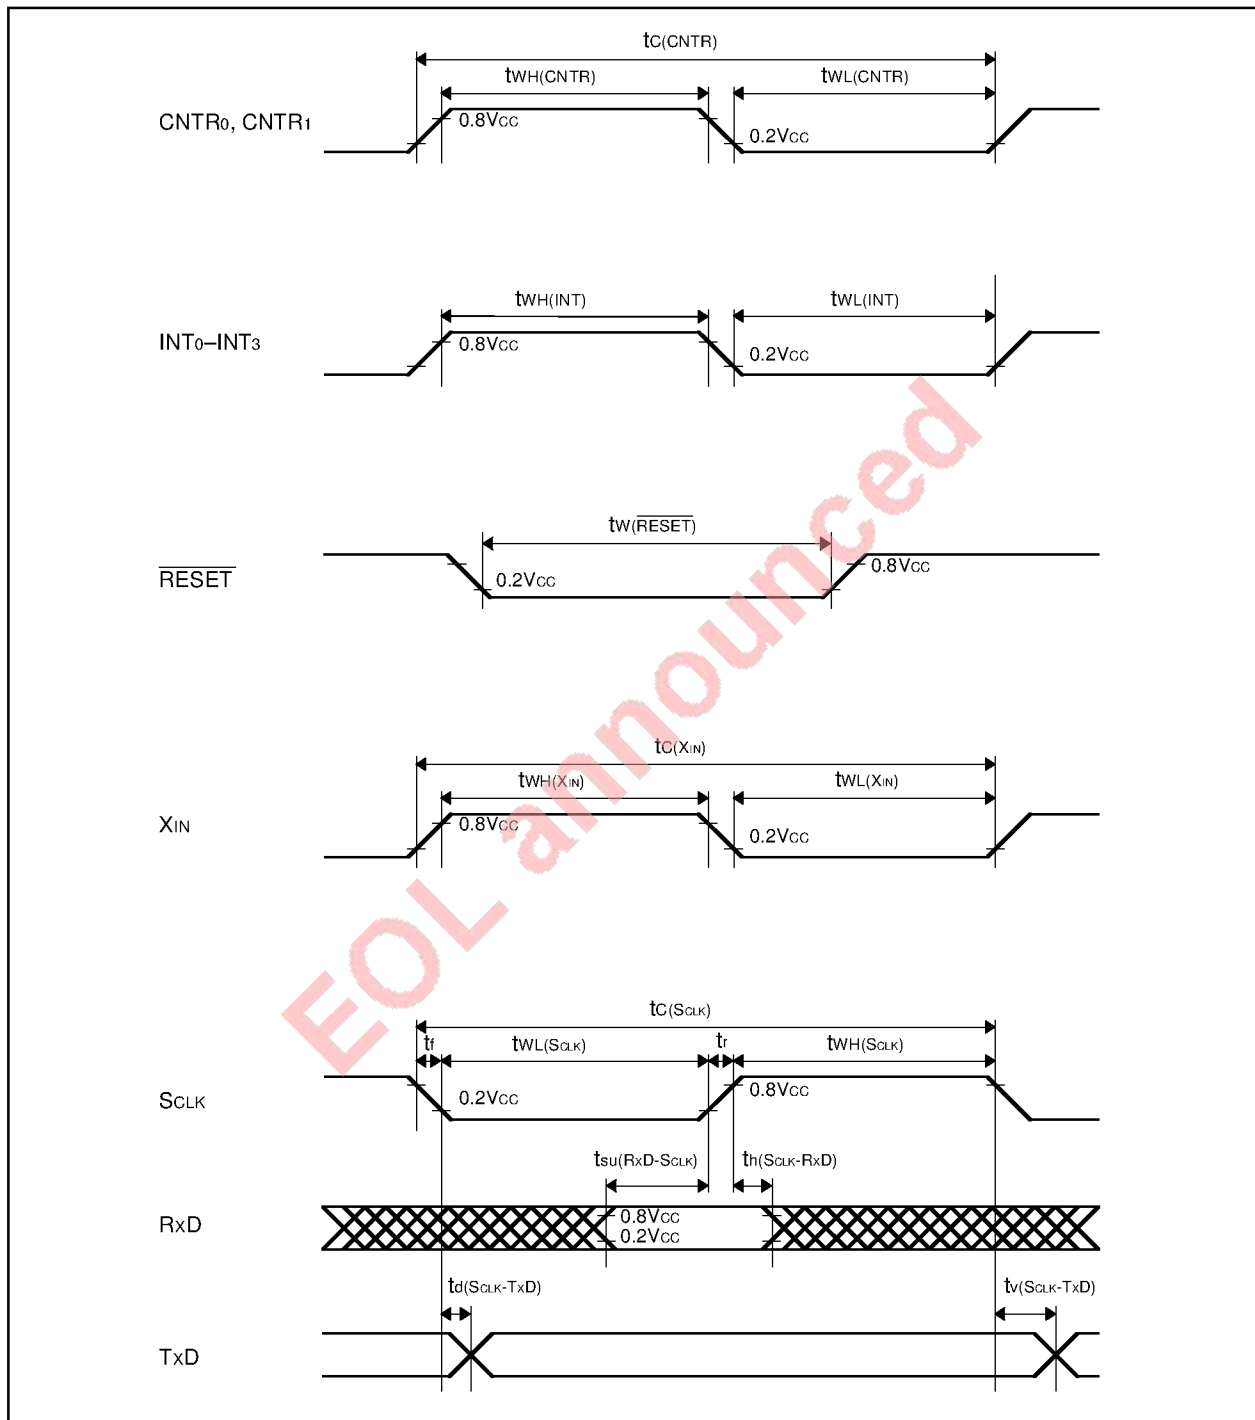 tC(CNTR)
tWH(CNTR) tWL(CNTR)
CNTR0, CNTR1 0.8VCC 0.2VCC
tWH(INT) tWL(INT)
INT0–INT3 0.8VCC 0.2VCC
tW(RESET)
RESET 0.2VCC 0.8VCC
tC(XIN)
tWH(XIN) tWL(XIN)
XIN 0.8VCC 0.2VCC
tC(SCLK)
tf tWL(SCLK) tr tWH(SCLK)
SCLK 0.2VCC 0.8VCC
tsu(RxD-SCLK) th(SCLK-RxD)
RxD 0.8VCC
0.2VCC
td(SCLK-TxD) tv(SCLK-TxD)
TxD
EOL announced